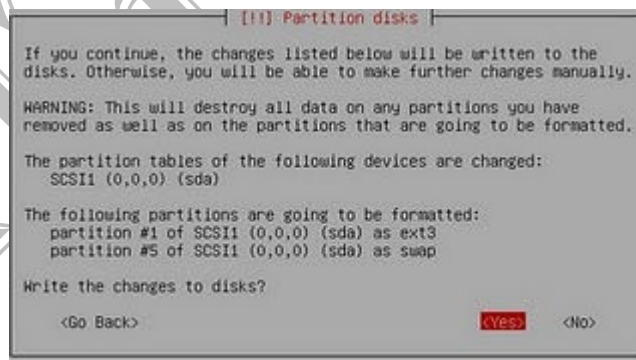 [!!] Partition disks
If you continue, the changes listed below will be written to the
disks. Otherwise, you will be able to make further changes manually.
WARNING: This will destroy all data on any partitions you have
removed as well as on the partitions that are going to be formatted.
The partition tables of the following devices are changed:
SCSI1 (0,0,0) (sda)
The following partitions are going to be formatted:
partition #1 of SCSI1 (0,0,0) (sda) as ext3
partition #5 of SCSI1 (0,0,0) (sda) as swap
Write the changes to disks?
<Go Back> <Yes> <No>